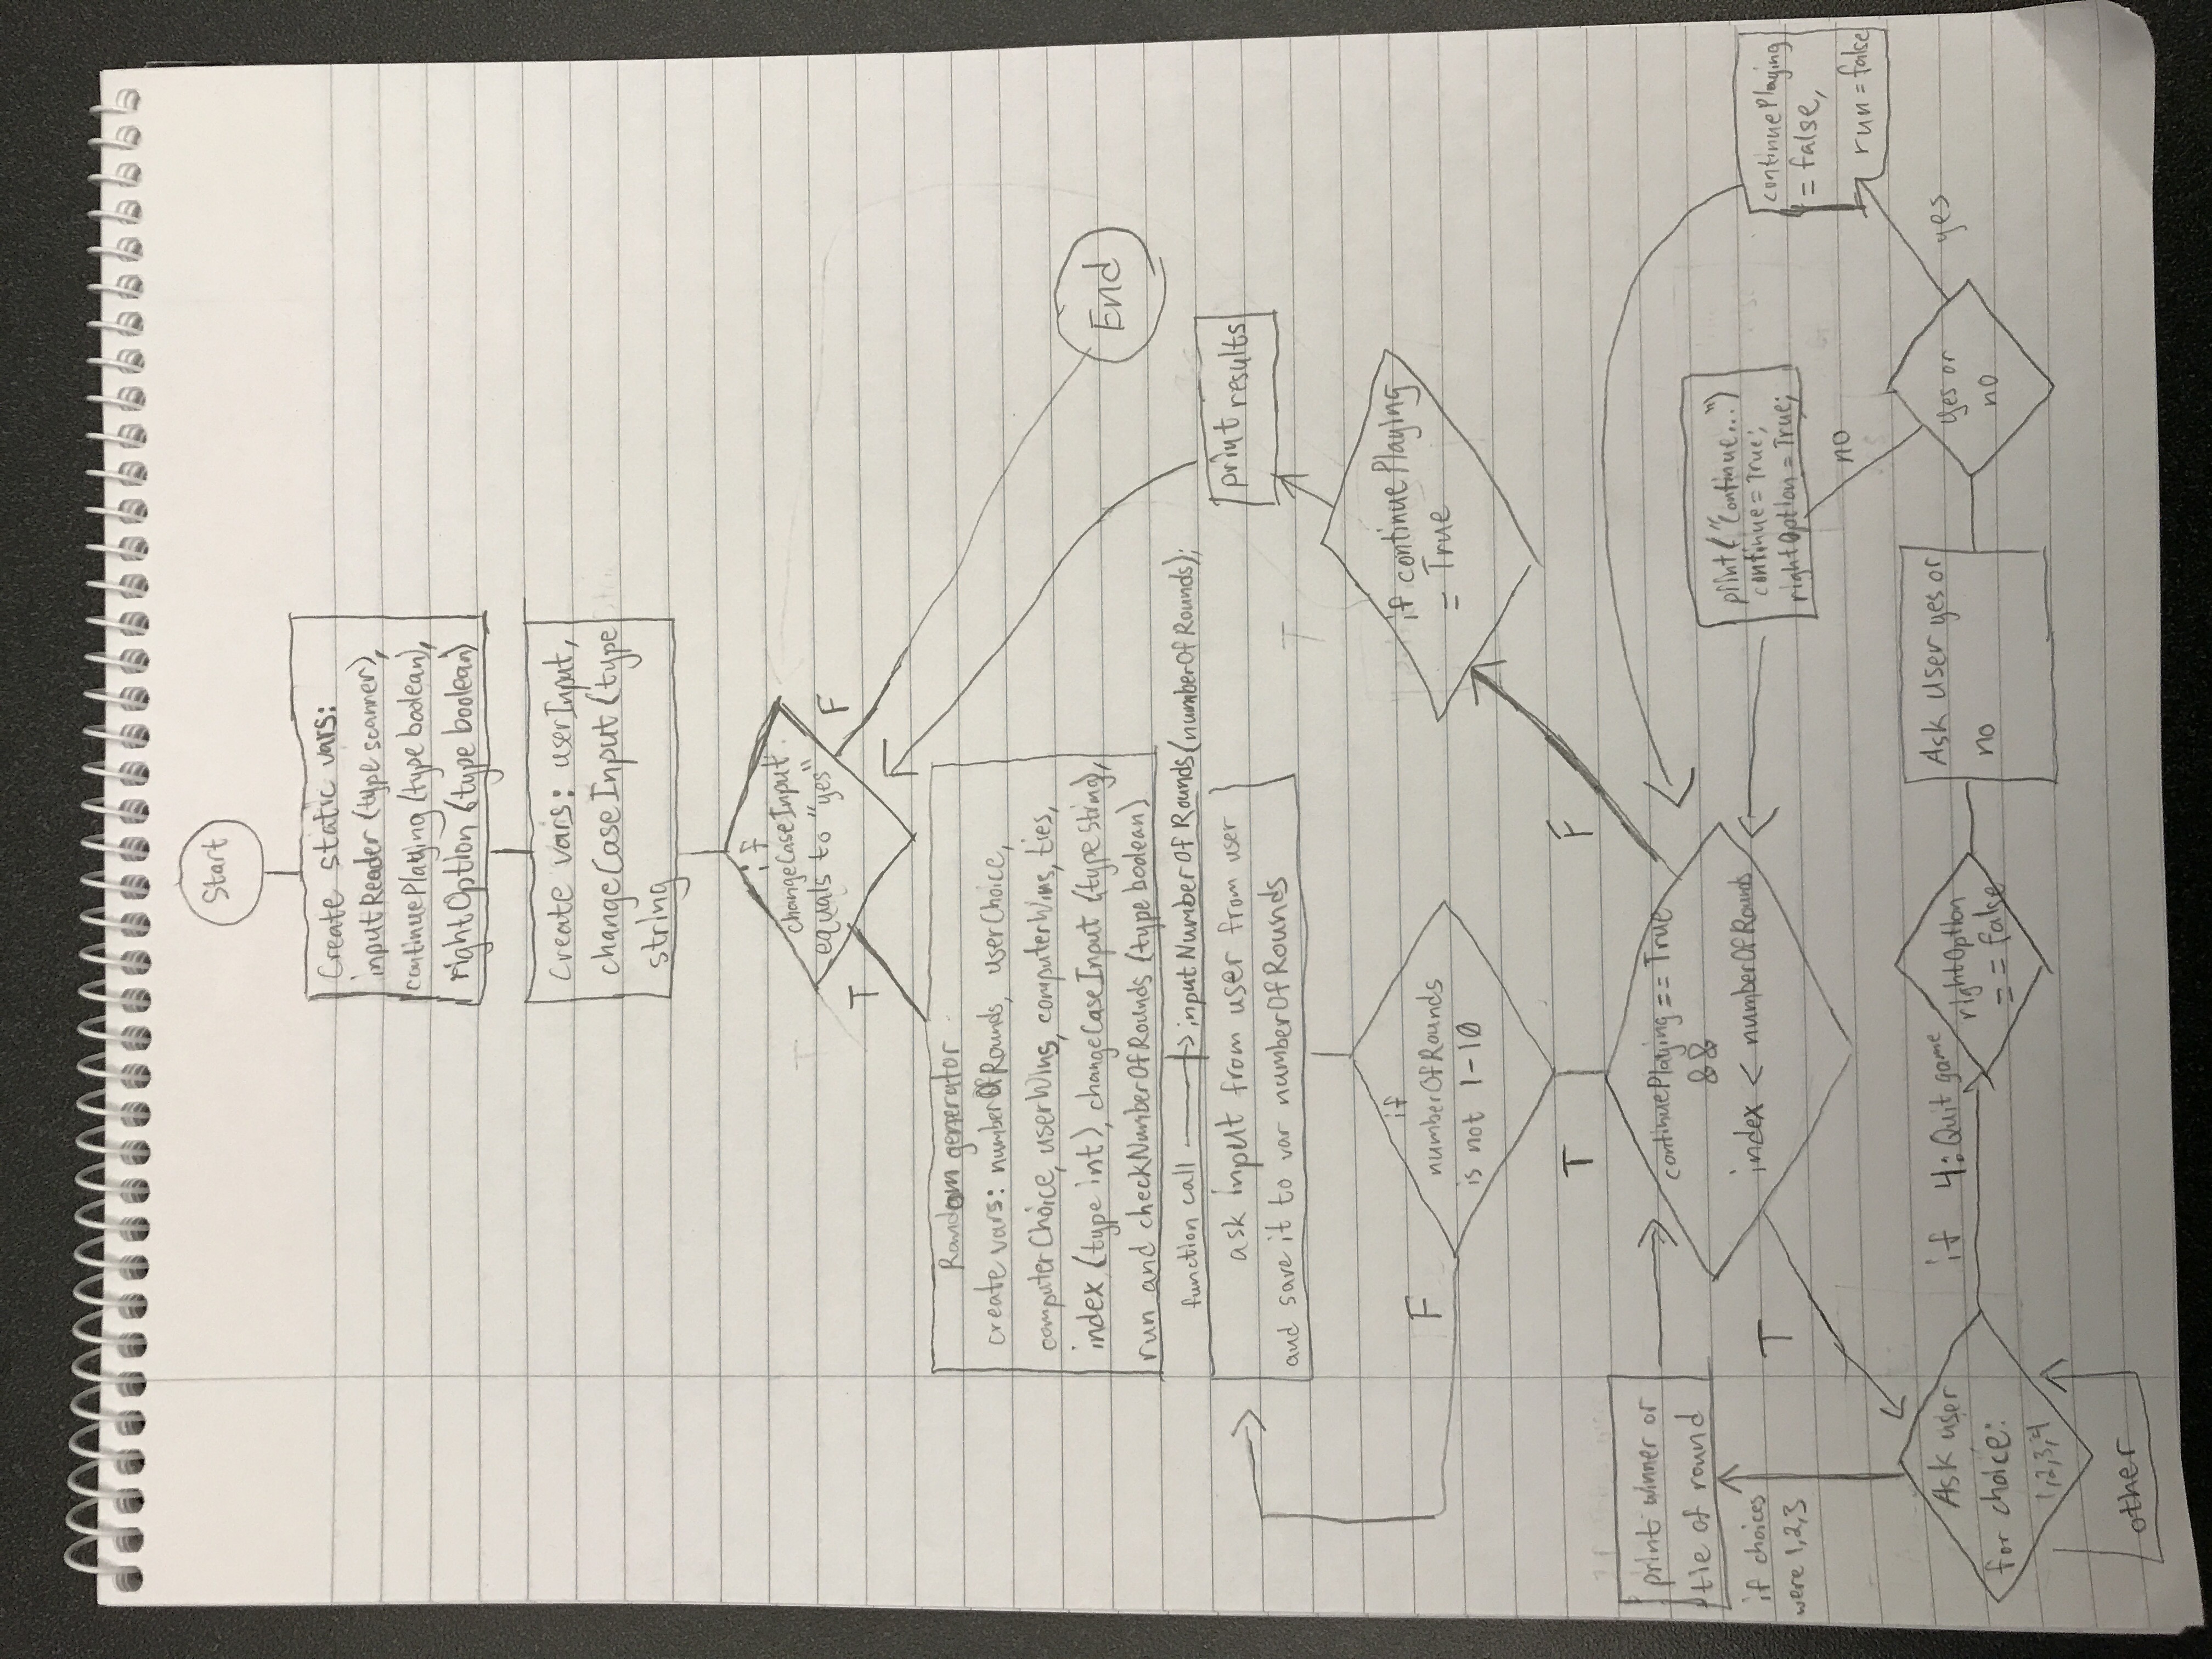 Start
Create static vars:
inputReader (type scanner),
continuePlaying (type boolean),
rightOption (type boolean)
Create vars: userInput,
changeCaseInput (type
string
if
changeCaseInput
equals to "yes"
T
F
Random generator
create vars: numberOfRounds, userChoice,
computerChoice, userWins, computerWins, ties,
index (type int), changeCaseInput (type String),
run and checkNumberOfRounds (type boolean)
End
function call → inputNumberOfRounds(numberOfRounds);
ask input from user from user
and save it to var numberOfRounds
print results
if
numberOfRounds
is not 1-10
F
T
if continuePlaying
= True
F
print winner or
tie of round
continuePlaying == True
&&
index < numberOfRounds
T
if choices
were 1,2,3
print("Continue...")
continue = True;
rightOption = True;
continuePlaying
= false,
run = false
no
Ask user
for choice:
1,2,3,4
if 4: Quit game
rightOption
== false
Ask user yes or
no
yes or
no
yes
other